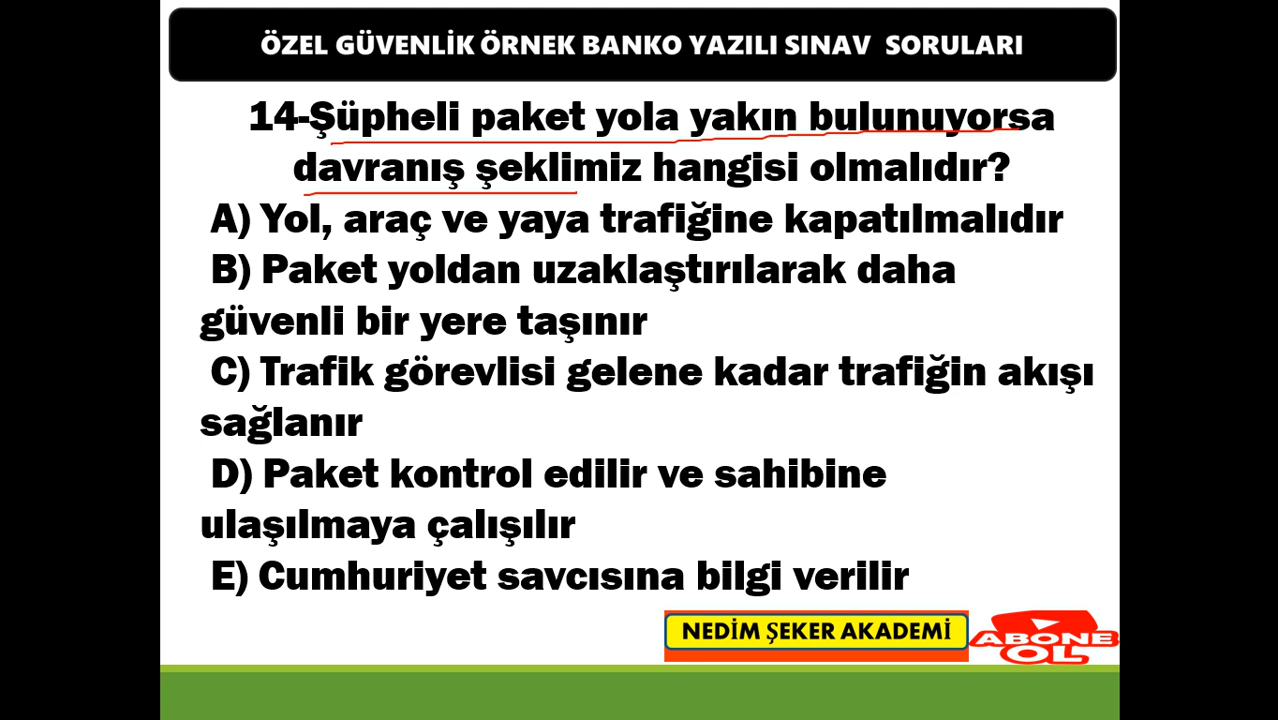 ÖZEL GÜVENLİK ÖRNEK BANKO YAZILI SINAV SORULARI
14-Şüpheli paket yola yakın bulunuyorsa
davranış şeklimiz hangisi olmalıdır?
A) Yol, araç ve yaya trafiğine kapatılmalıdır
B) Paket yoldan uzaklaştırılarak daha
güvenli bir yere taşınır
C) Trafik görevlisi gelene kadar trafiğin akışı
sağlanır
D) Paket kontrol edilir ve sahibine
ulaşılmaya çalışılır
E) Cumhuriyet savcısına bilgi verilir
NEDİM ŞEKER AKADEMİ
ABONE
OL